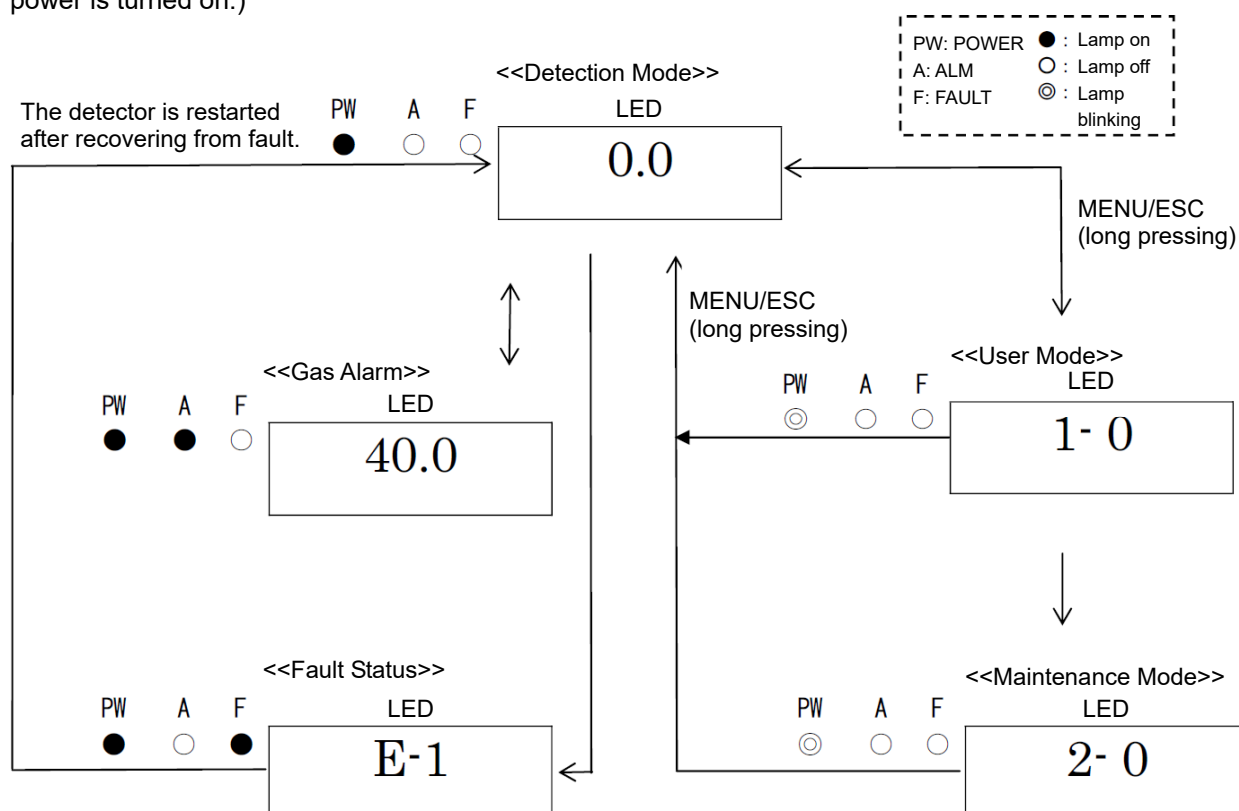 power is turned on.)
PW: POWER ● : Lamp on
A: ALM ○ : Lamp off
F: FAULT ◎ : Lamp
blinking
<<Detection Mode>>
The detector is restarted
after recovering from fault.
PW A F LED
0.0
MENU/ESC
(long pressing)
MENU/ESC
(long pressing)
<<Gas Alarm>>
PW A F LED
40.0
<<User Mode>>
PW A F LED
1- 0
<<Fault Status>>
PW A F LED
E-1
<<Maintenance Mode>>
PW A F LED
2- 0